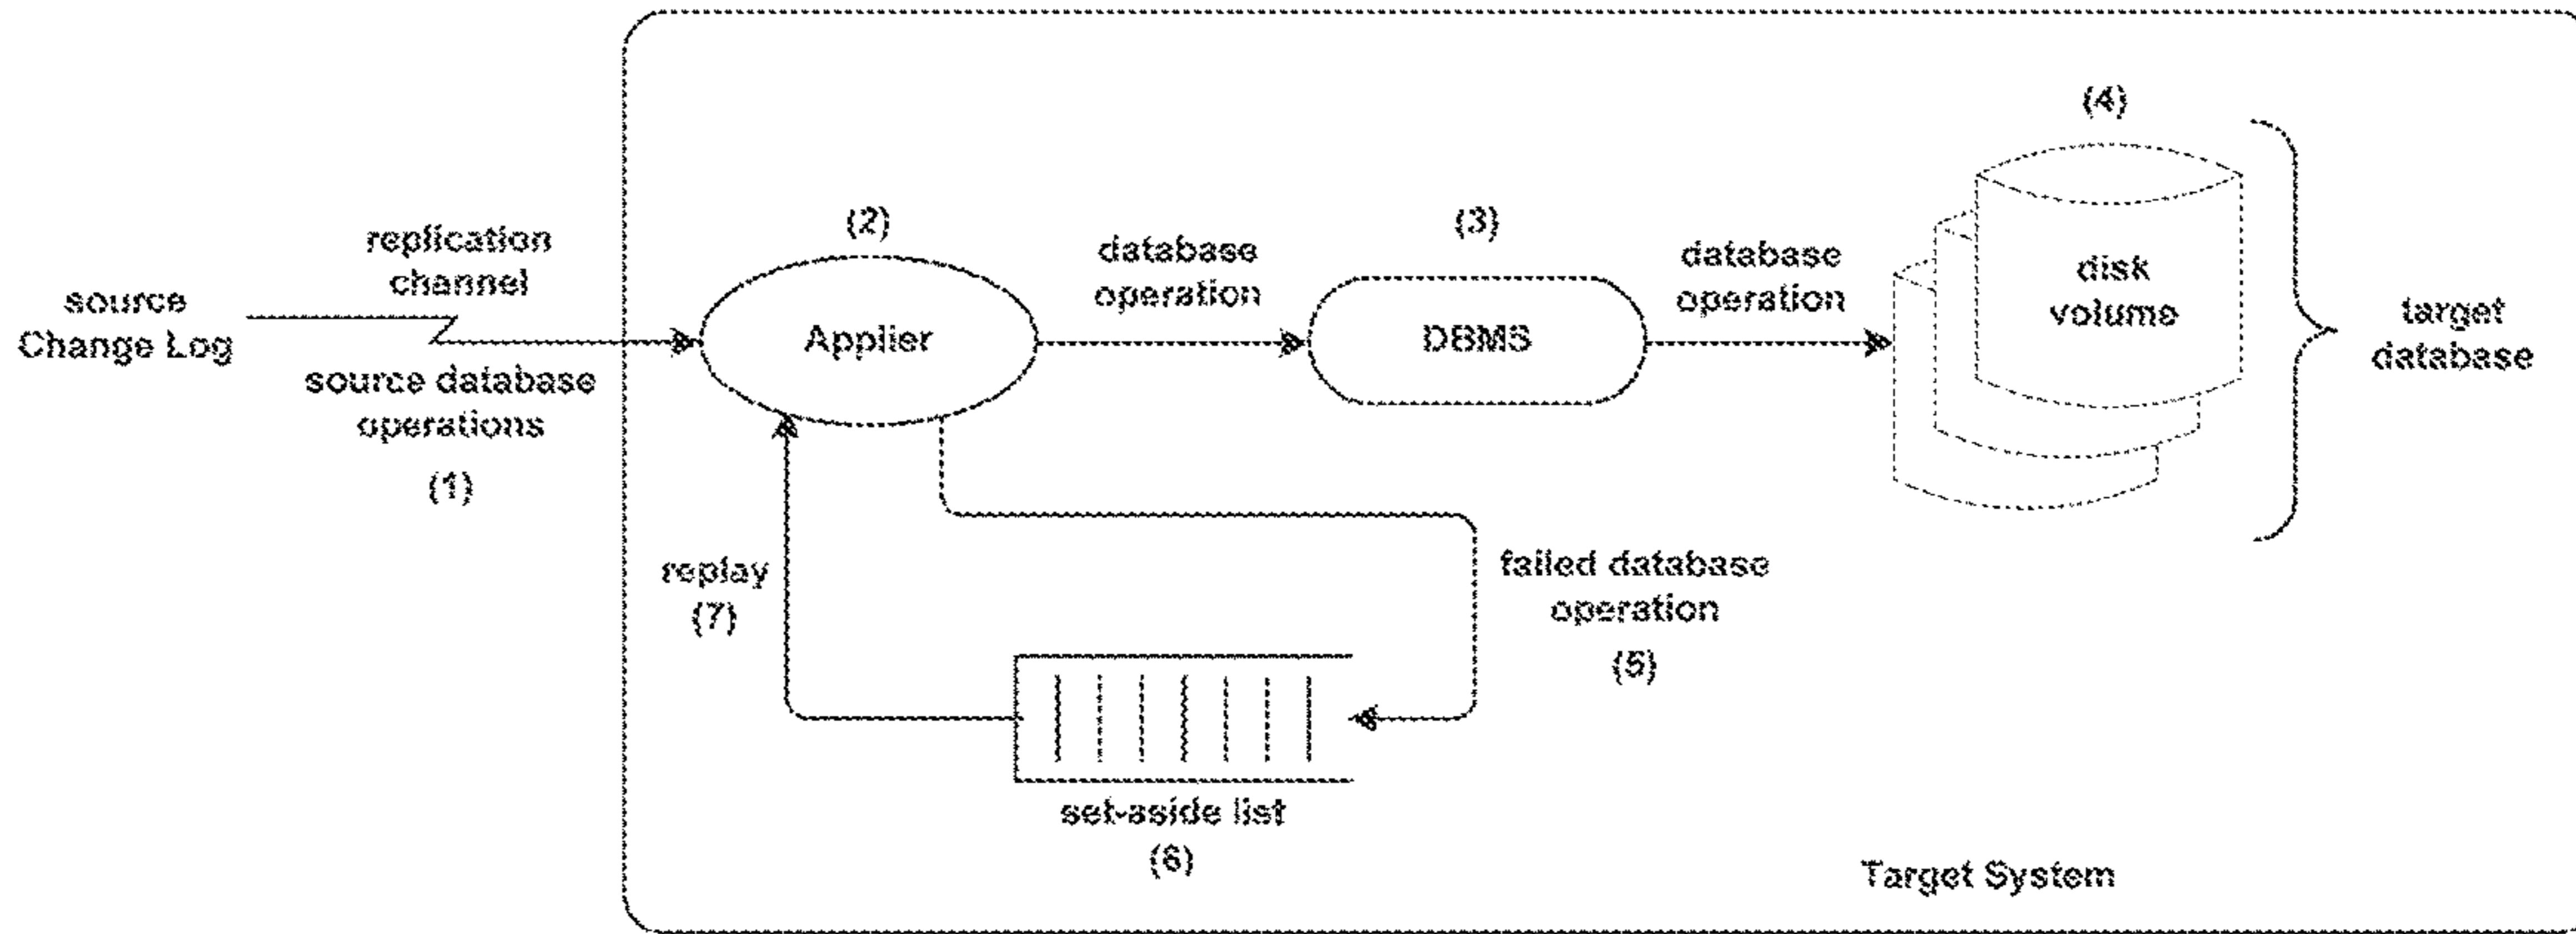 source
Change Log
replication
channel
source database
operations
(1)
(2)
Applier
database
operation
(3)
DBMS
database
operation
(4)
disk
volume
target
database
replay
(7)
failed database
operation
(5)
set-aside list
(6)
Target System